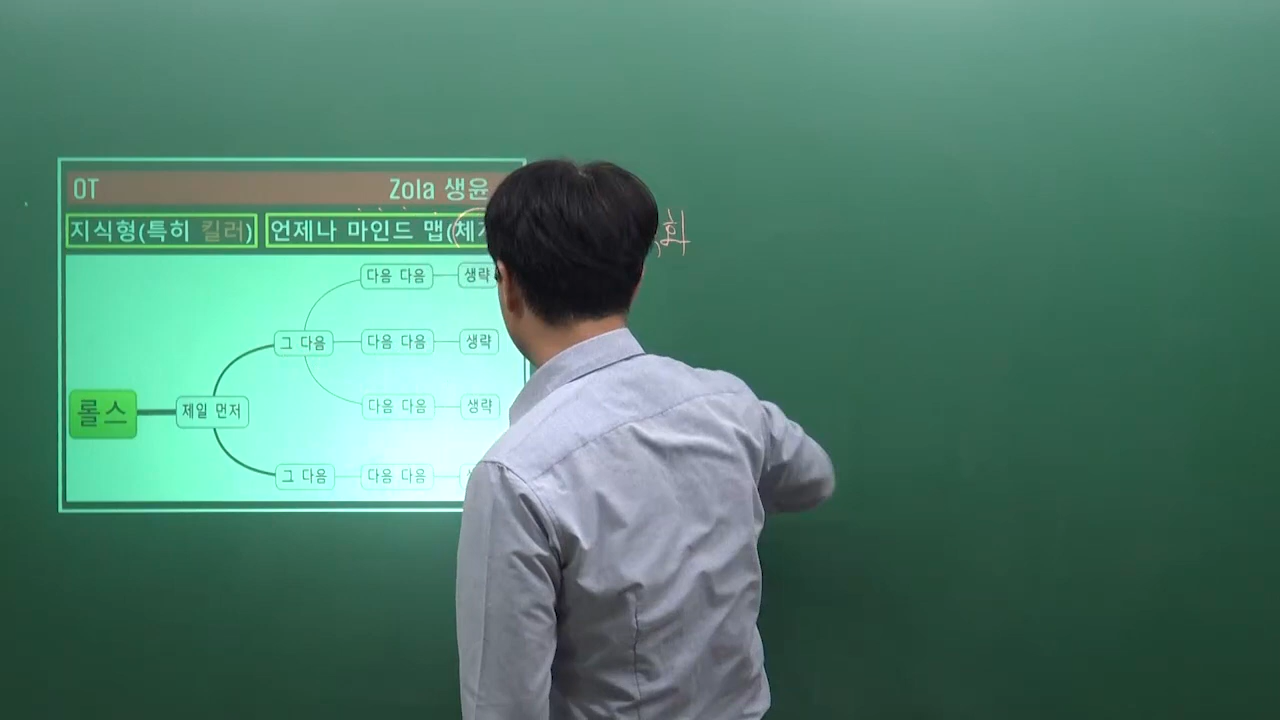 OT Zola 생윤
지식형(특히 킬러) 언제나 마인드 맵(체
다음 다음 생략
그 다음 다음 다음 생략
다음 다음 생략
롤스 제일 먼저
그 다음 다음 다음
화